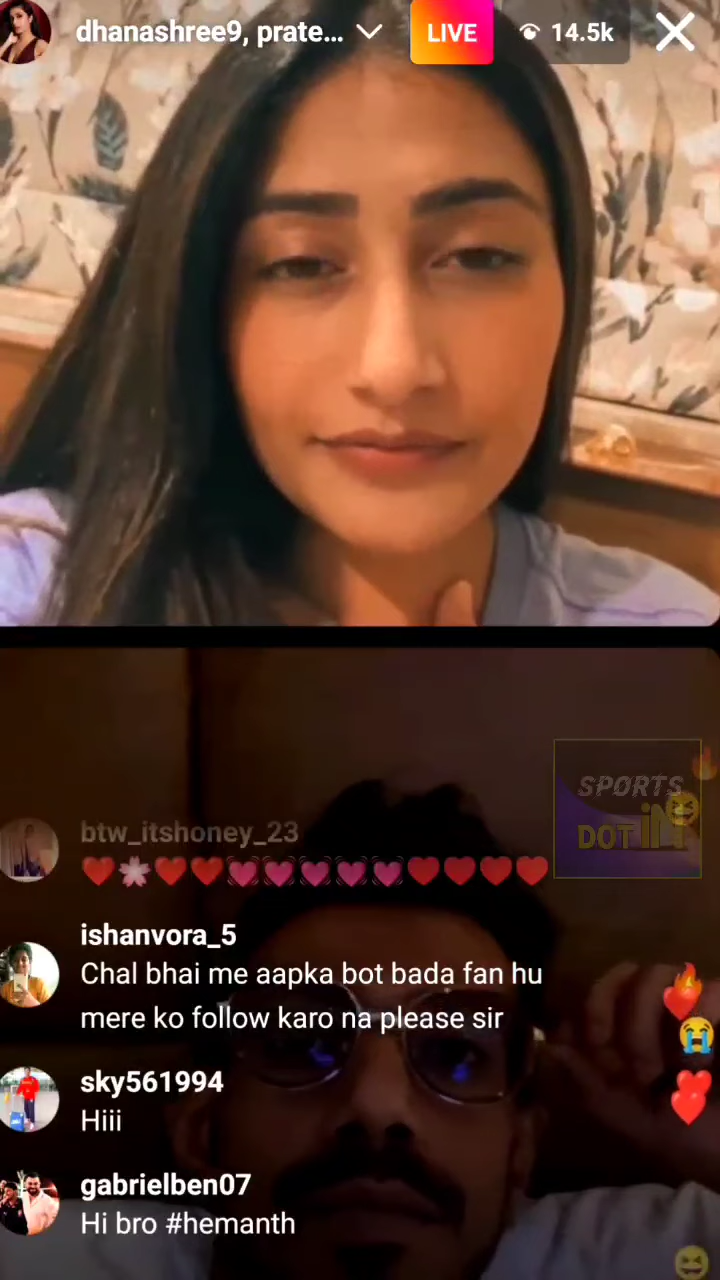 dhanashree9, prate...
LIVE
14.5k
SPORTS
DOT iN
btw_itshoney_23
❤️🌸❤️❤️💓💓💓💓💓♥️♥️♥️♥️
ishanvora_5
Chal bhai me aapka bot bada fan hu
mere ko follow karo na please sir
sky561994
Hiii
gabrielben07
Hi bro #hemanth